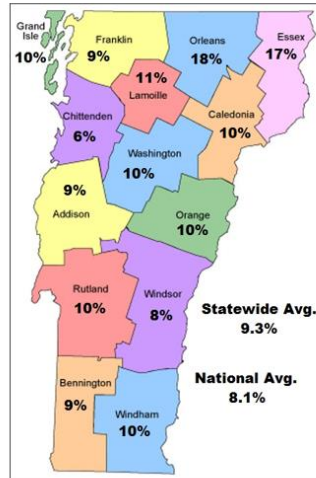 Grand
Isle
10%
Franklin
9%
Orleans
18%
Essex
17%
11%
Lamoille
Chittenden
6%
Caledonia
10%
Washington
10%
9%
Addison
Orange
10%
Rutland
10%
Windsor
8%
Statewide Avg.
9.3%
National Avg.
8.1%
Bennington
9%
Windham
10%